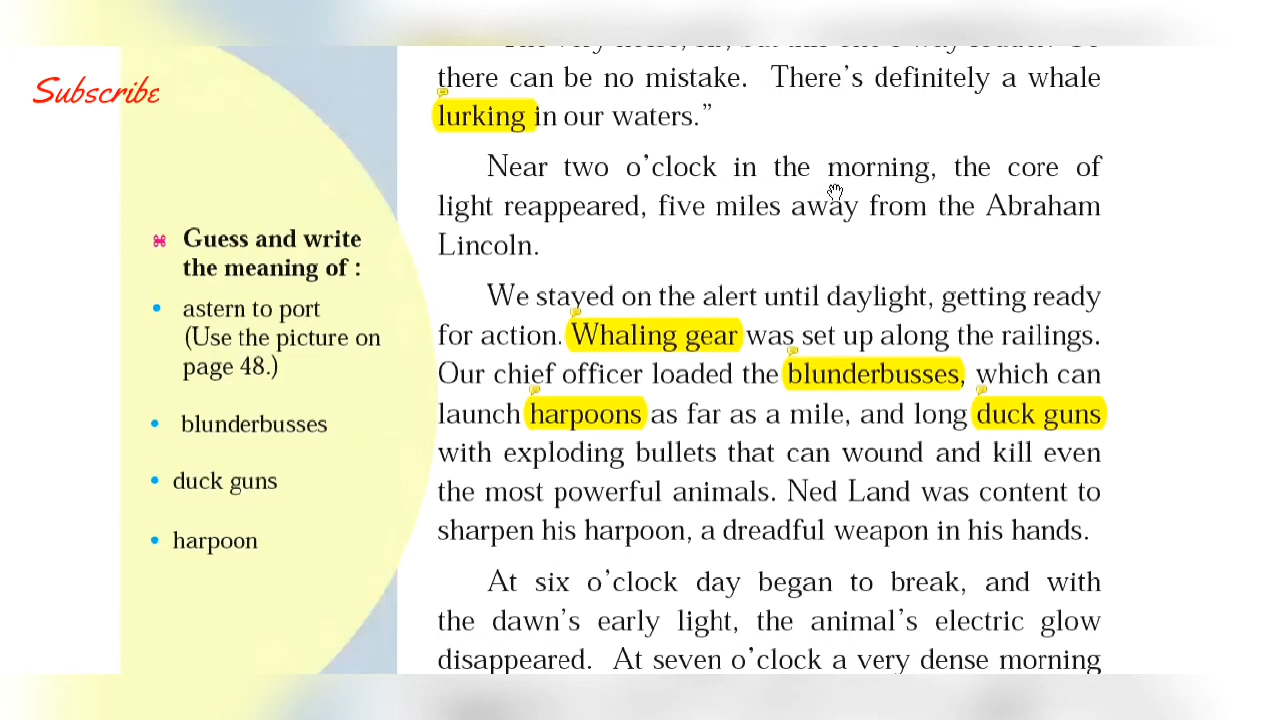 Subscribe
Guess and write
the meaning of :
astern to port
(Use the picture on
page 48.)
blunderbusses
duck guns
harpoon
there can be no mistake. There's definitely a whale
lurking in our waters.”
Near two o'clock in the morning, the core of
light reappeared, five miles away from the Abraham
Lincoln.
We stayed on the alert until daylight, getting ready
for action. Whaling gear was set up along the railings.
Our chief officer loaded the blunderbusses, which can
launch harpoons as far as a mile, and long duck guns
with exploding bullets that can wound and kill even
the most powerful animals. Ned Land was content to
sharpen his harpoon, a dreadful weapon in his hands.
At six o'clock day began to break, and with
the dawn's early light, the animal's electric glow
disappeared. At seven o'clock a very dense morning